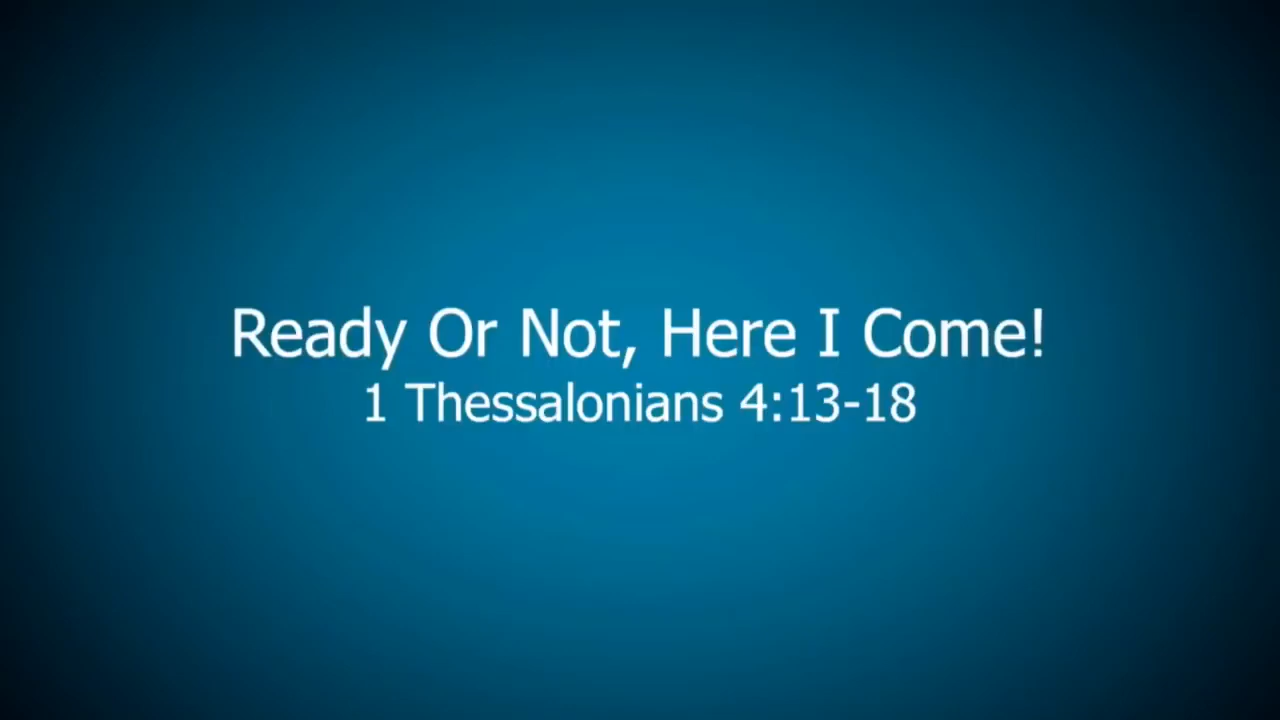 Ready Or Not, Here I Come!
1 Thessalonians 4:13-18